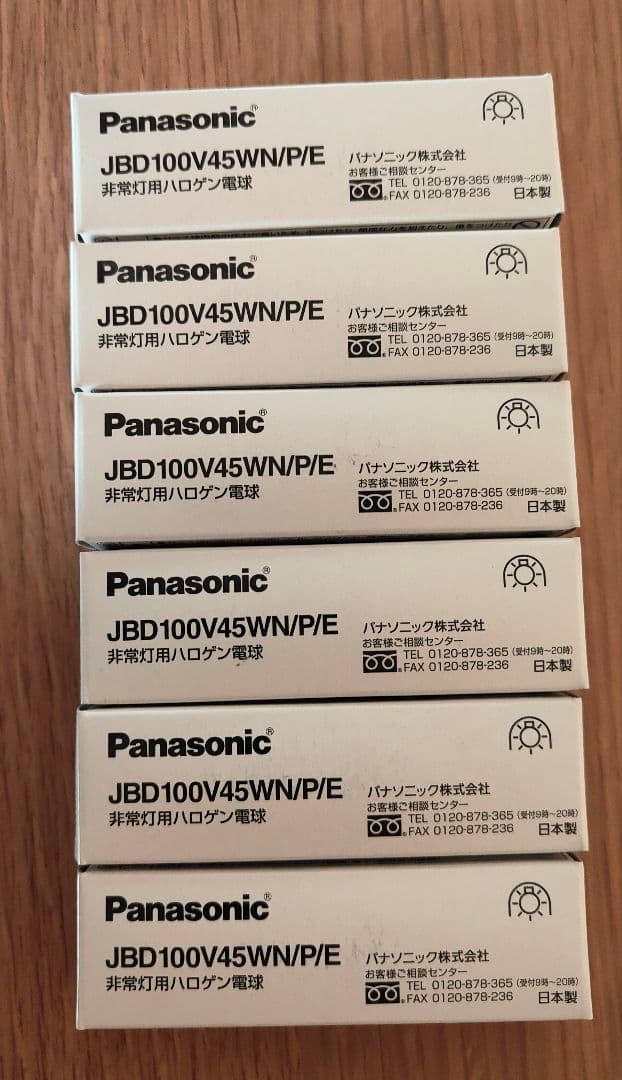 Panasonic®
JBD100V45WN/P/E
非常灯用ハロゲン電球
パナソニック株式会社
お客様ご相談センター
TEL 0120-878-365 (受付9時~20時)
FAX 0120-878-236
日本製
Panasonic®
JBD100V45WN/P/E
非常灯用ハロゲン電球
パナソニック株式会社
お客様ご相談センター
TEL 0120-878-365 (受付9時~20時)
FAX 0120-878-236
日本製
Panasonic®
JBD100V45WN/P/E
非常灯用ハロゲン電球
パナソニック株式会社
お客様ご相談センター
TEL 0120-878-365 (受付9時~20時)
FAX 0120-878-236
日本製
Panasonic®
JBD100V45WN/P/E
非常灯用ハロゲン電球
パナソニック株式会社
お客様ご相談センター
TEL 0120-878-365 (受付9時~20時)
FAX 0120-878-236
日本製
Panasonic®
JBD100V45WN/P/E
非常灯用ハロゲン電球
パナソニック株式会社
お客様ご相談センター
TEL 0120-878-365 (受付9時~20時)
FAX 0120-878-236
日本製
Panasonic®
JBD100V45WN/P/E
非常灯用ハロゲン電球
パナソニック株式会社
お客様ご相談センター
TEL 0120-878-365 (受付9時~20時)
FAX 0120-878-236
日本製